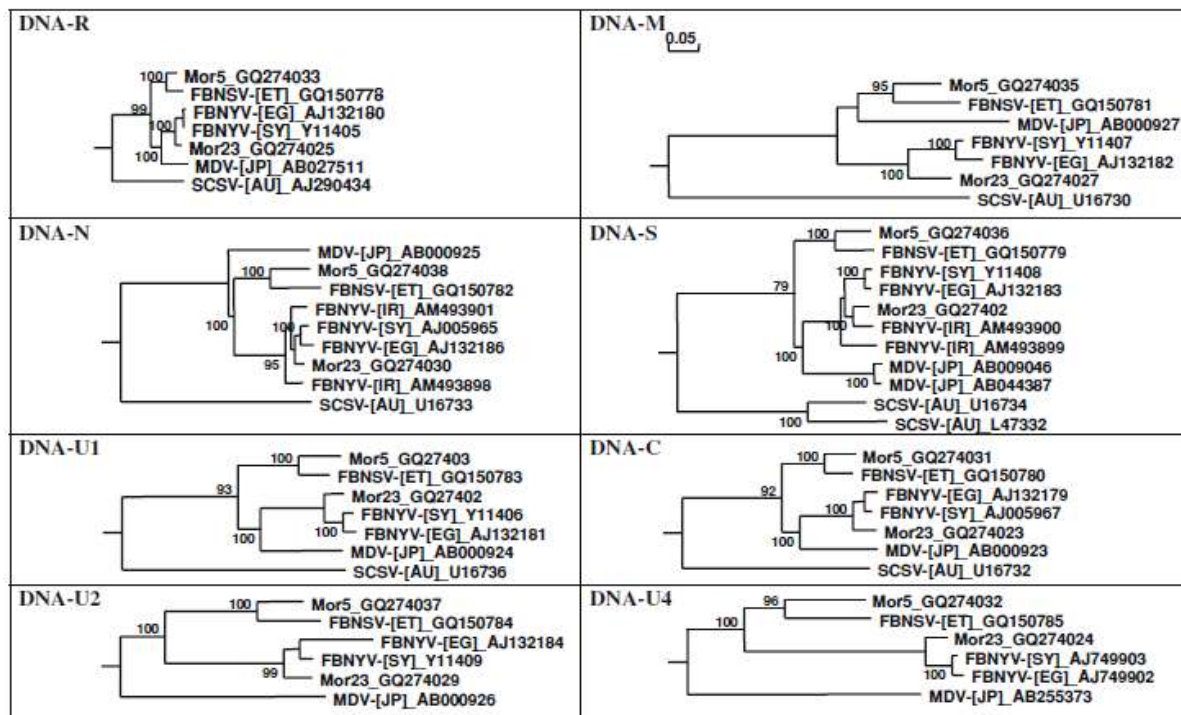 DNA-R
100
Mor5_GQ274033
FBNSV-[ET]_GQ150778
99
FBNYV-[EG]_AJ132180
100
FBNYV-[SY]_Y11405
Mor23_GQ274025
100
MDV-[JP]_AB027511
SCSV-[AU]_AJ290434
DNA-M
0.05
95
Mor5_GQ274035
FBNSV-[ET]_GQ150781
MDV-[JP]_AB000927
100
FBNYV-[SY]_Y11407
FBNYV-[EG]_AJ132182
100
Mor23_GQ274027
SCSV-[AU]_U16730
DNA-N
MDV-[JP]_AB000925
100
Mor5_GQ274038
FBNSV-[ET]_GQ150782
FBNYV-[IR]_AM493901
100
100
FBNYV-[SY]_AJ005965
FBNYV-[EG]_AJ132186
95
Mor23_GQ274030
FBNYV-[IR]_AM493898
SCSV-[AU]_U16733
DNA-S
100
Mor5_GQ274036
FBNSV-[ET]_GQ150779
100
FBNYV-[SY]_Y11408
79
FBNYV-[EG]_AJ132183
Mor23_GQ27402
100
FBNYV-[IR]_AM493900
100
FBNYV-[IR]_AM493899
MDV-[JP]_AB009046
100
MDV-[JP]_AB044387
SCSV-[AU]_U16734
100
SCSV-[AU]_L47332
DNA-U1
100
Mor5_GQ27403
FBNSV-[ET]_GQ150783
93
Mor23_GQ27402
FBNYV-[SY]_Y11406
100
100
FBNYV-[EG]_AJ132181
MDV-[JP]_AB000924
SCSV-[AU]_U16736
DNA-C
100
Mor5_GQ274031
FBNSV-[ET]_GQ150780
92
FBNYV-[EG]_AJ132179
100
FBNYV-[SY]_AJ005967
Mor23_GQ274023
100
MDV-[JP]_AB000923
SCSV-[AU]_U16732
DNA-U2
100
Mor5_GQ274037
FBNSV-[ET]_GQ150784
100
FBNYV-[EG]_AJ132184
FBNYV-[SY]_Y11409
99
Mor23_GQ274029
MDV-[JP]_AB000926
DNA-U4
96
Mor5_GQ274032
FBNSV-[ET]_GQ150785
100
Mor23_GQ274024
FBNYV-[SY]_AJ749903
100
FBNYV-[EG]_AJ749902
MDV-[JP]_AB255373